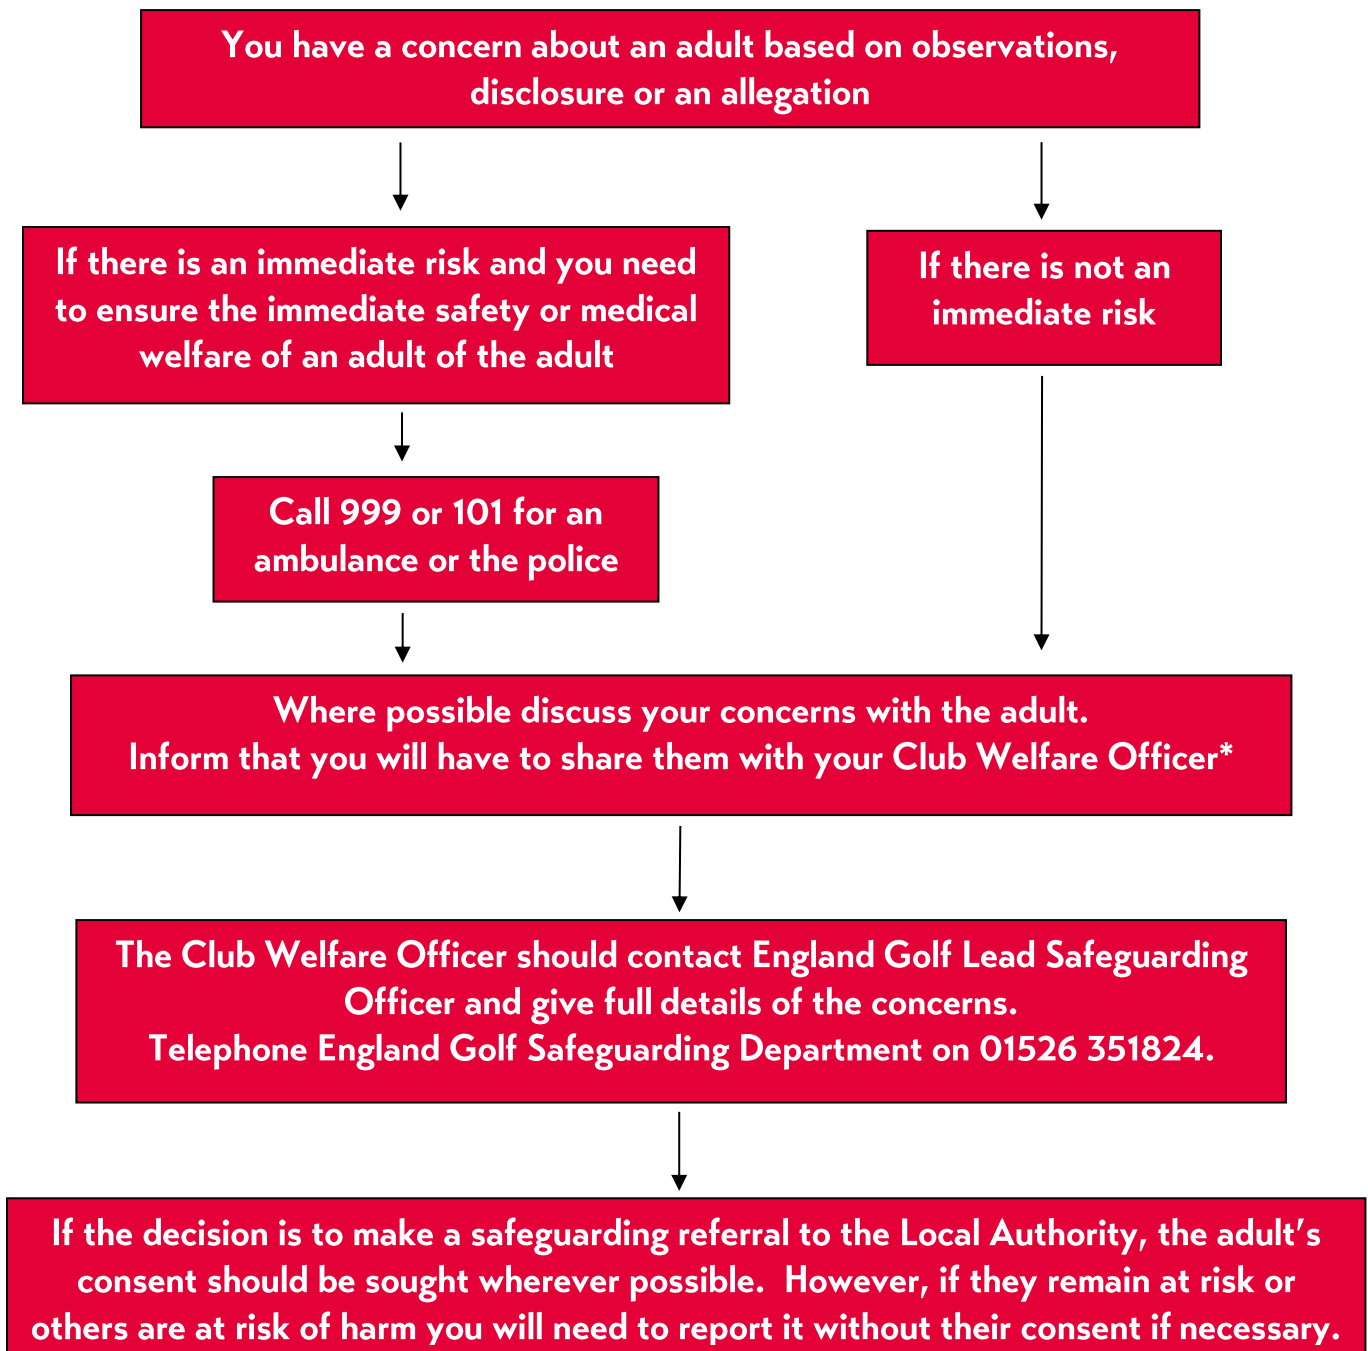 You have a concern about an adult based on observations,
disclosure or an allegation
If there is an immediate risk and you need
to ensure the immediate safety or medical
welfare of an adult of the adult
If there is not an
immediate risk
Call 999 or 101 for an
ambulance or the police
Where possible discuss your concerns with the adult.
Inform that you will have to share them with your Club Welfare Officer*
The Club Welfare Officer should contact England Golf Lead Safeguarding
Officer and give full details of the concerns.
Telephone England Golf Safeguarding Department on 01526 351824.
If the decision is to make a safeguarding referral to the Local Authority, the adult's
consent should be sought wherever possible.  However, if they remain at risk or
others are at risk of harm you will need to report it without their consent if necessary.